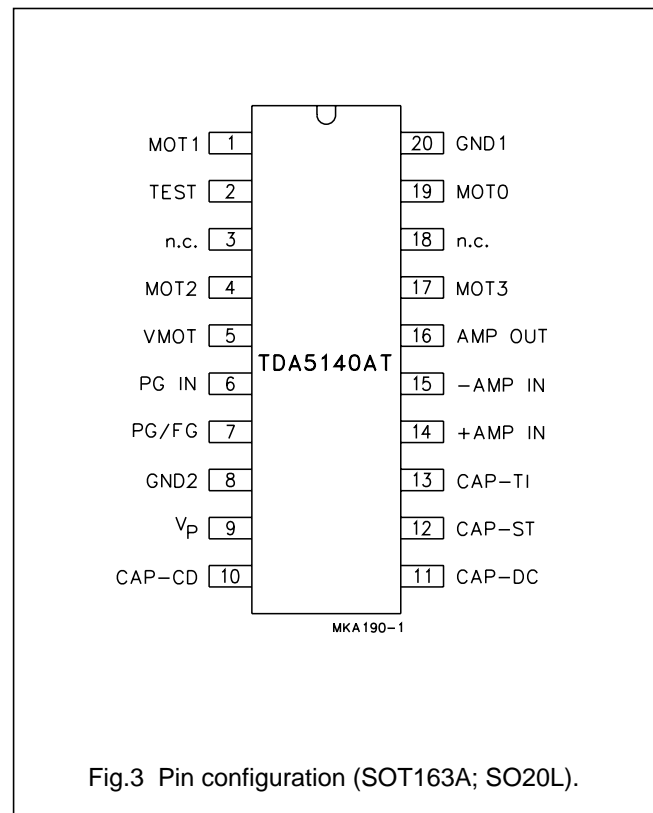 MOT1 1 20 GND1
TEST 2 19 MOT0
n.c. 3 18 n.c.
MOT2 4 17 MOT3
VMOT 5 16 AMP OUT
TDA5140AT
PG IN 6 15 -AMP IN
PG/FG 7 14 +AMP IN
GND2 8 13 CAP-TI
VP 9 12 CAP-ST
CAP-CD 10 11 CAP-DC
MKA190-1
Fig.3 Pin configuration (SOT163A; SO20L).